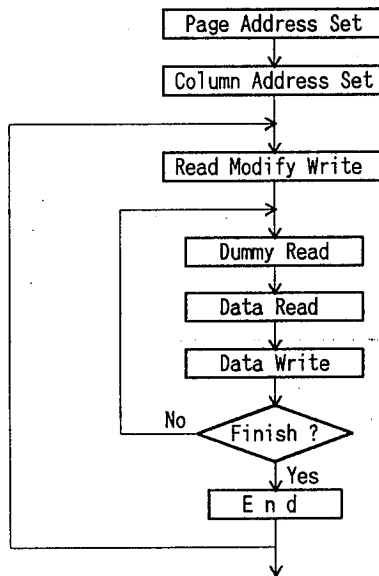 Page Address Set
Column Address Set
Read Modify Write
Dummy Read
Data Read
Data Write
No
Finish ?
Yes
E n d